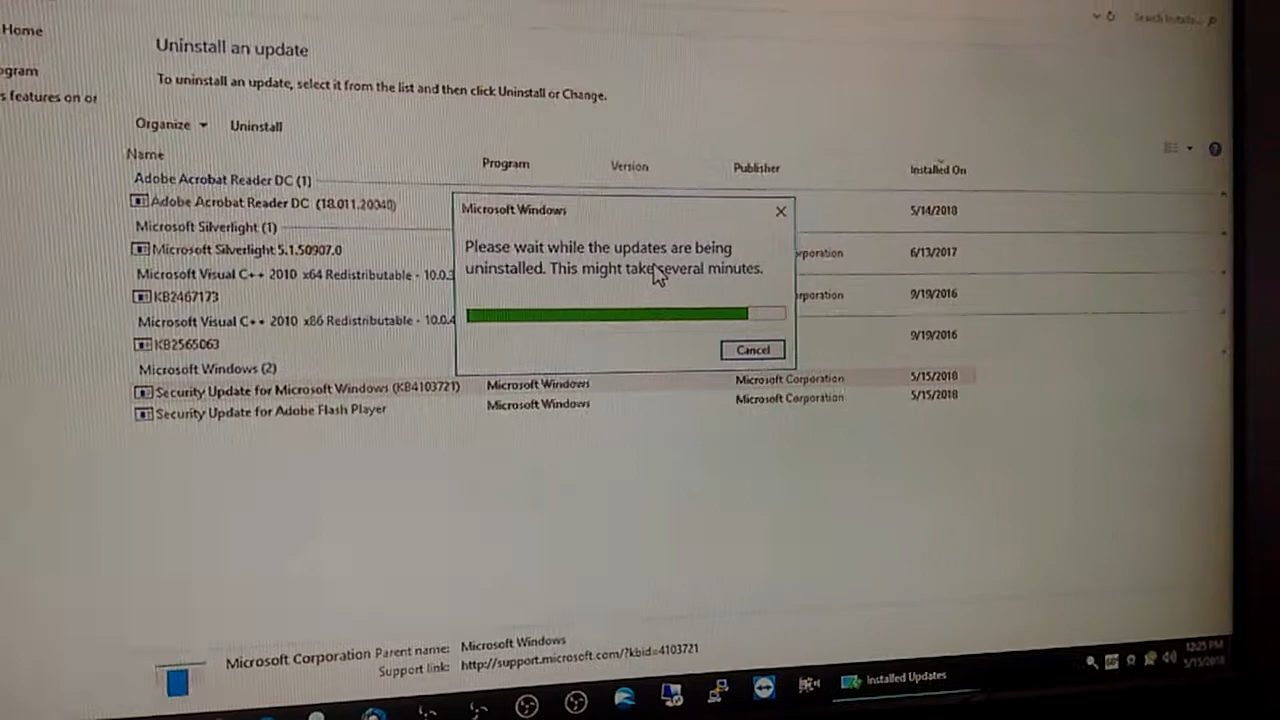 Home
Uninstall an update
ogram
To uninstall an update, select it from the list and then click Uninstall or Change.
s features on or
Organize Uninstall
Name Program Version Publisher Installed On
Adobe Acrobat Reader DC (1)
Adobe Acrobat Reader DC (18.011.20040) 5/14/2018
Microsoft Silverlight (1)
Microsoft Silverlight 5.1.50907.0 rporation 6/13/2017
Microsoft Visual C++ 2010 x64 Redistributable - 10.0.3
KB2467173 rporation 9/19/2016
Microsoft Visual C++ 2010 x86 Redistributable - 10.0.4
KB2565063 9/19/2016
Microsoft Windows (2)
Security Update for Microsoft Windows (KB4103721) Microsoft Windows Microsoft Corporation 5/15/2018
Security Update for Adobe Flash Player Microsoft Windows Microsoft Corporation 5/15/2018
Microsoft Windows
Please wait while the updates are being
uninstalled. This might take several minutes.
Cancel
Microsoft Corporation Parent name: Microsoft Windows
Support link: http://support.microsoft.com/?kbid=4103721
Installed Updates
12:25 PM
5/15/2018